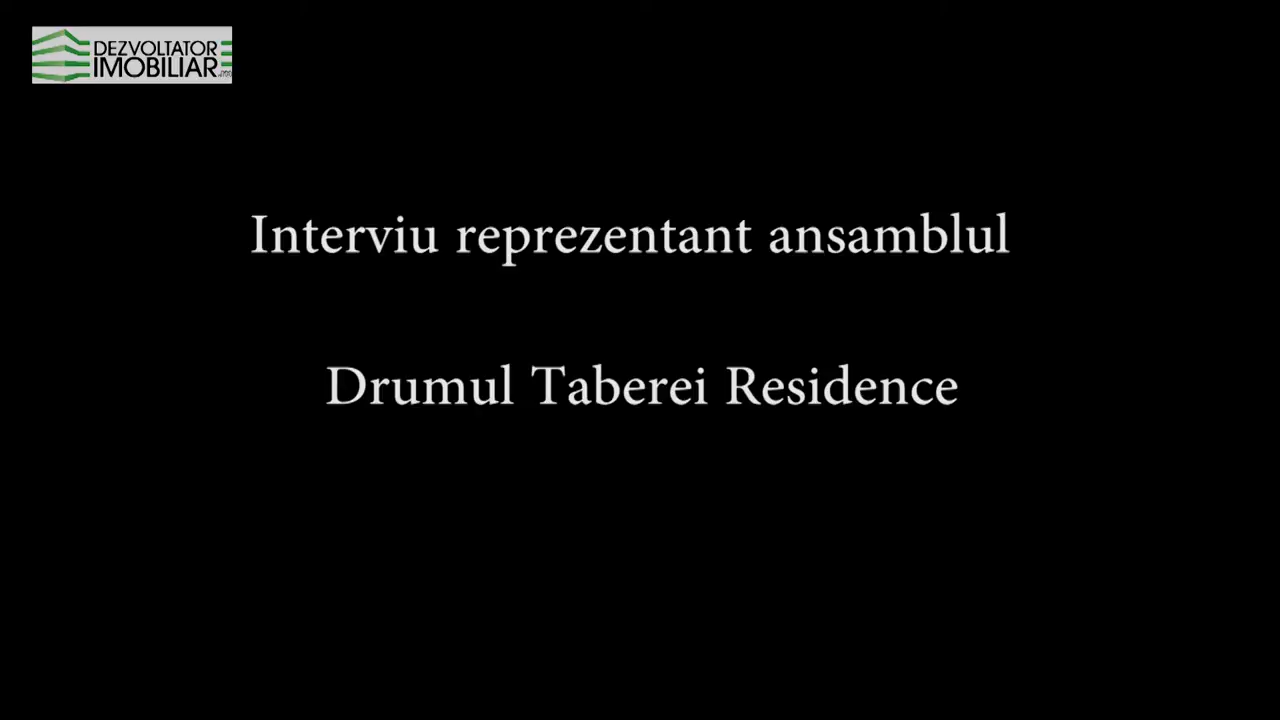 DEZVOLTATOR
IMOBILIAR
Interviu reprezentant ansamblul
Drumul Taberei Residence